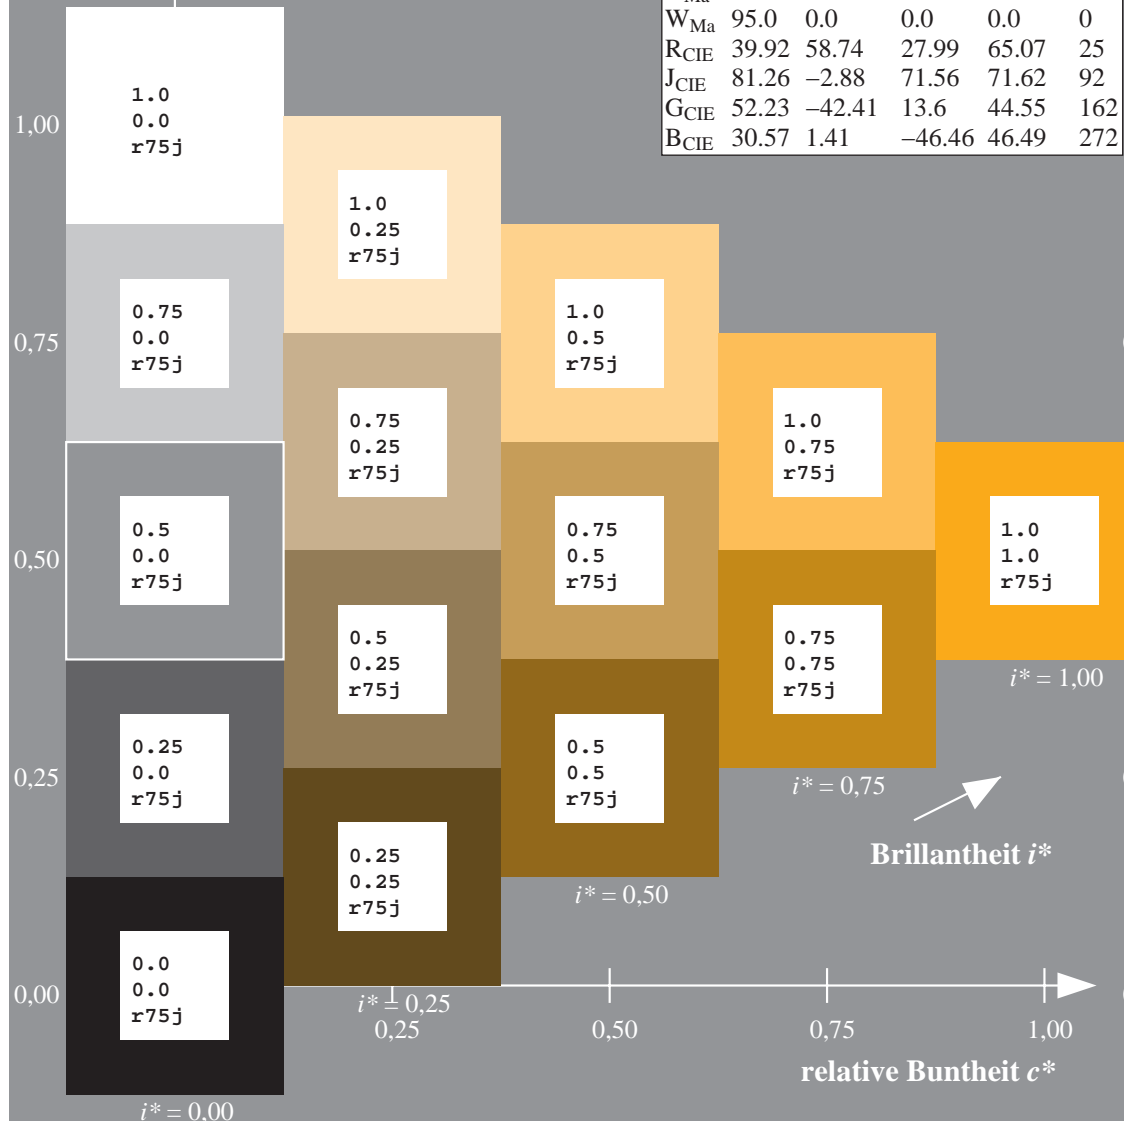 W_Ma 95.0 0.0 0.0 0.0 0
R_CIE 39.92 58.74 27.99 65.07 25
J_CIE 81.26 −2.88 71.56 71.62 92
G_CIE 52.23 −42.41 13.6 44.55 162
B_CIE 30.57 1.41 −46.46 46.49 272
1.0
0.0
r75j
1,00
1.0
0.25
r75j
0.75
0.0
r75j
1.0
0.5
r75j
0,75
0.75
0.25
r75j
1.0
0.75
r75j
0.5
0.0
r75j
0.75
0.5
r75j
1.0
1.0
r75j
0,50
0.5
0.25
r75j
0.75
0.75
r75j
i* = 1,00
0.25
0.0
r75j
0.5
0.5
r75j
0,25
i* = 0,75
Brillantheit i*
0.25
0.25
r75j
i* = 0,50
0.0
0.0
r75j
0,00
i* = 0,25
0,25 0,50 0,75 1,00
relative Buntheit c*
i* = 0,00